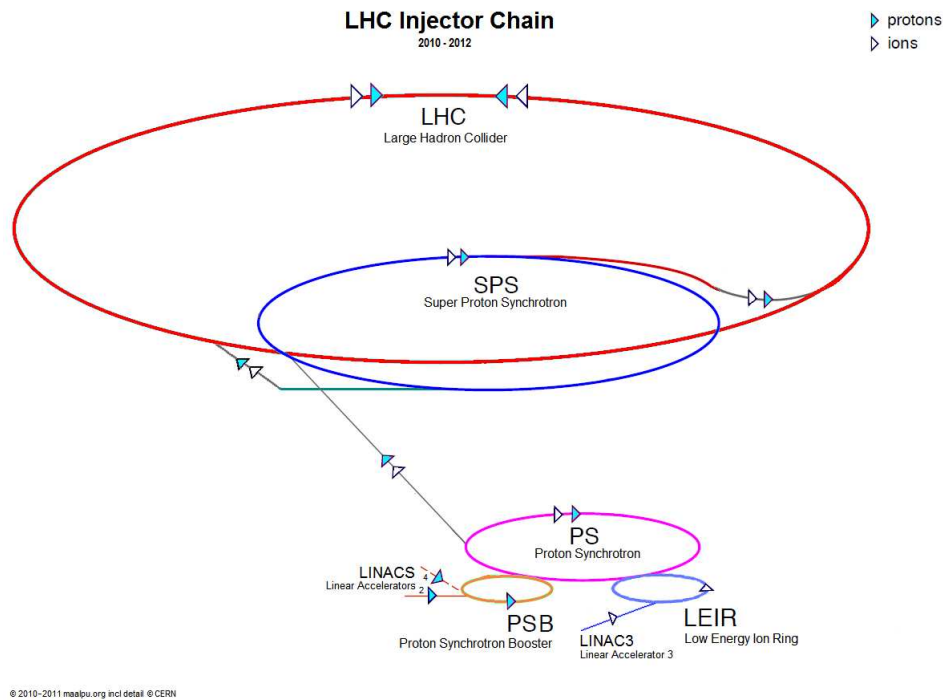 LHC Injector Chain
2010 - 2012
protons
ions
LHC
Large Hadron Collider
SPS
Super Proton Synchrotron
PS
Proton Synchrotron
LINACS
Linear Accelerators
4
2
PSB
Proton Synchrotron Booster
LINAC3
Linear Accelerator 3
LEIR
Low Energy Ion Ring
© 2010-2011 maalpu.org incl detail © CERN